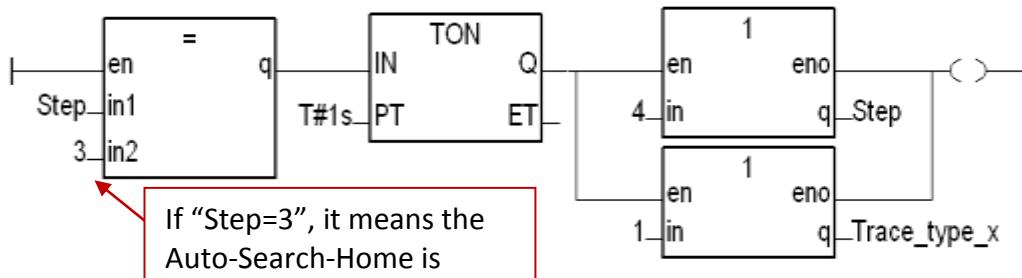 = TON 1
en q IN Q en eno
Step in1 T#1s PT ET 4 in q Step
3 in2 1
en eno
If “Step=3”, it means the 1 in q Trace_type_x
Auto-Search-Home is